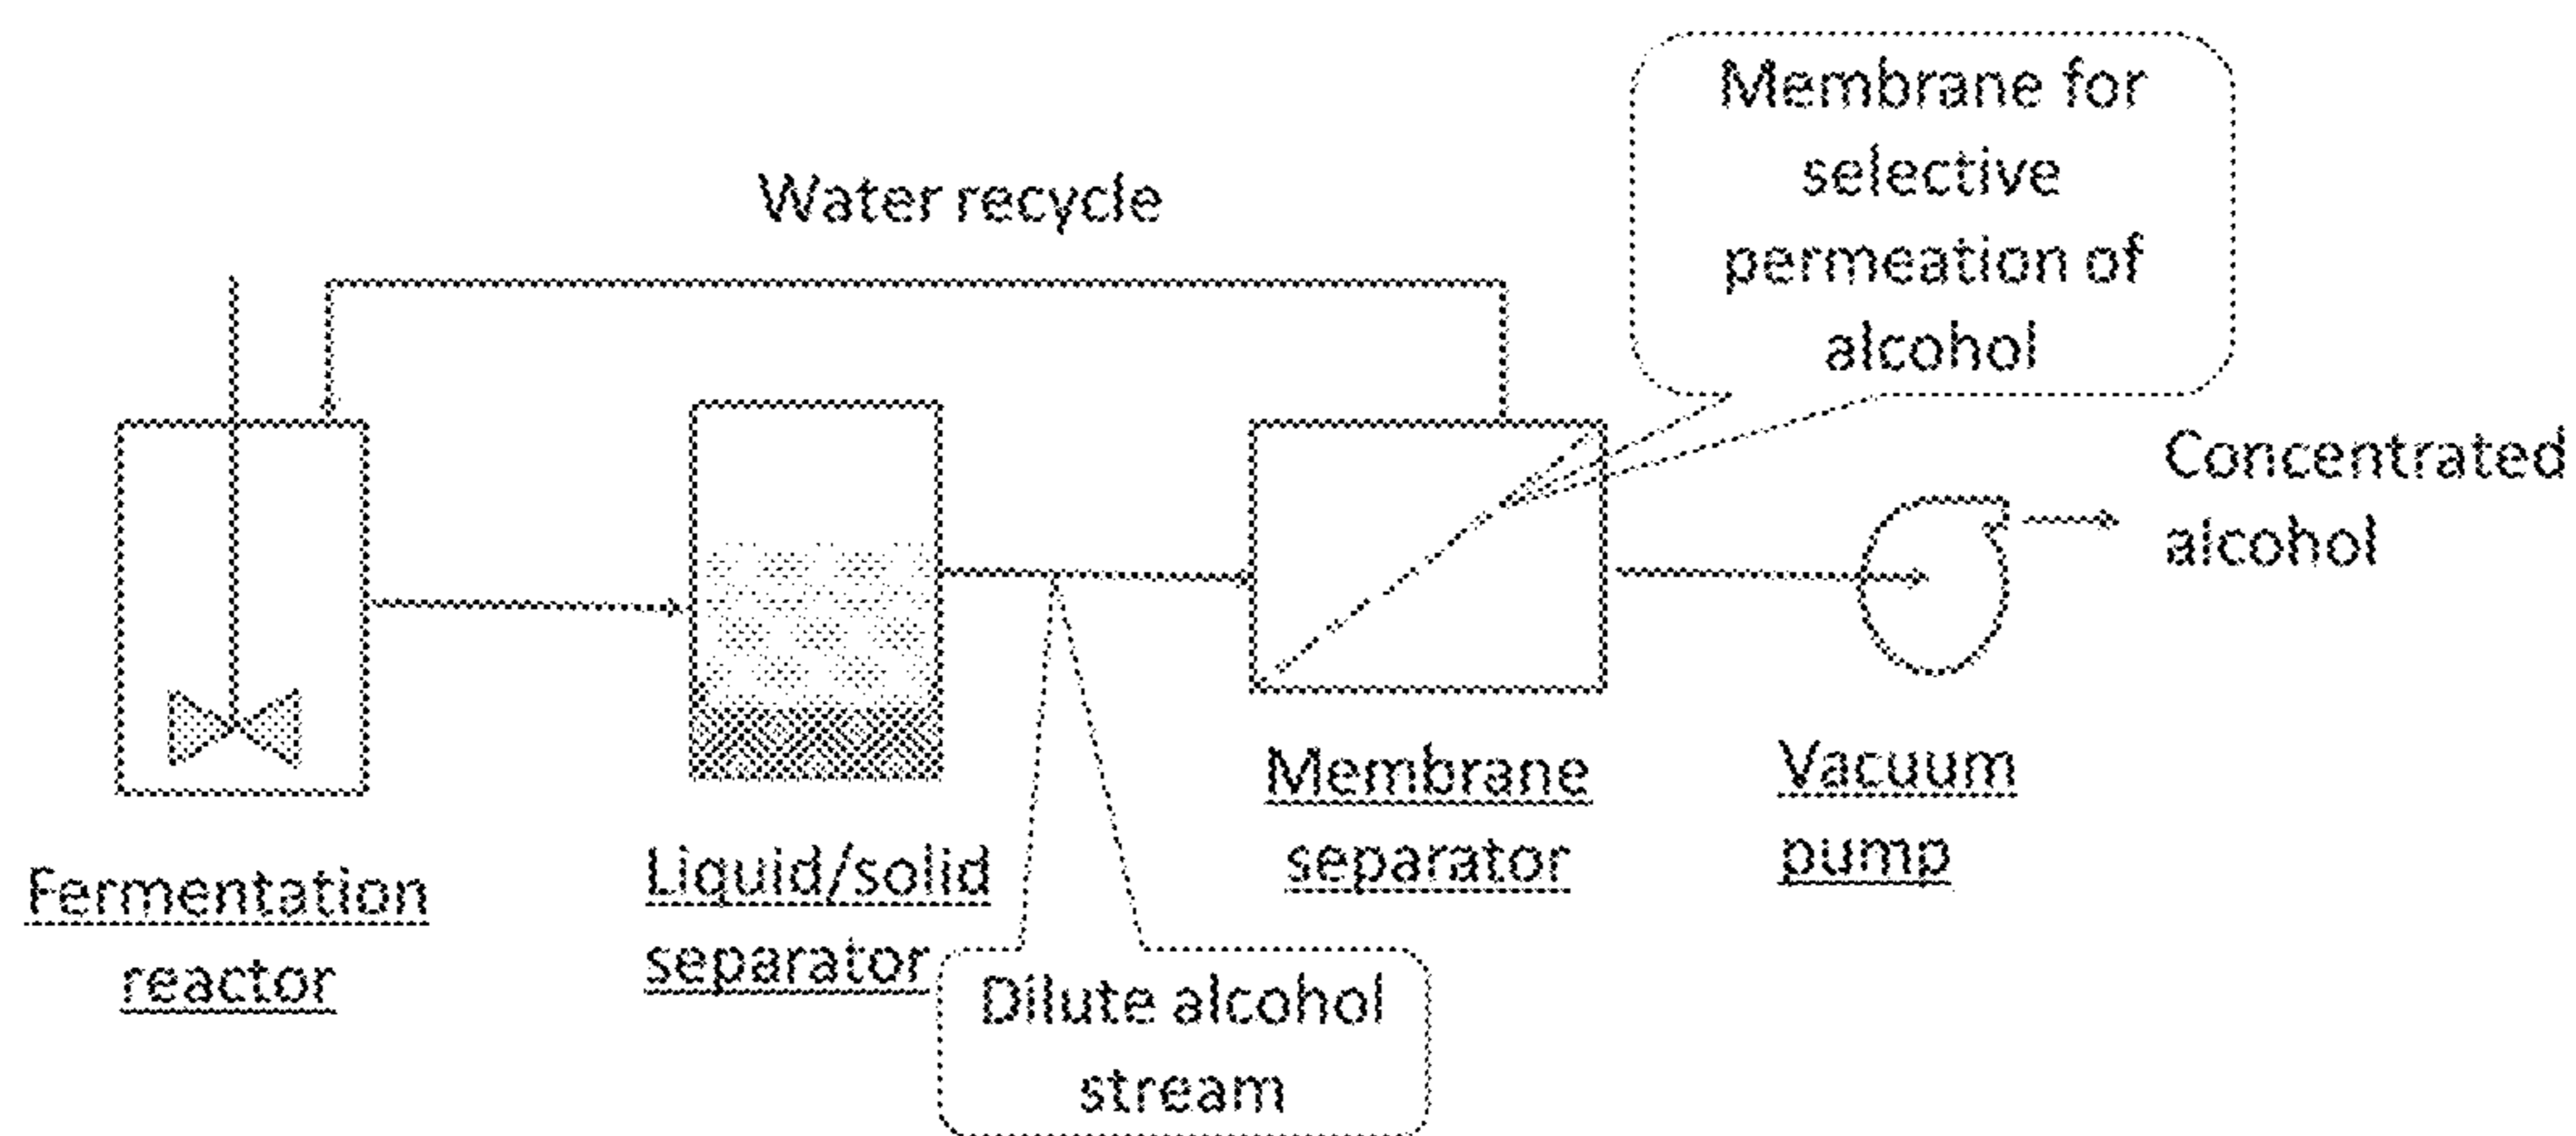 Membrane for
selective
permeation of
alcohol
Water recycle
Concentrated
alcohol
Fermentation
reactor
Liquid/solid
separator
Membrane
separator
Vacuum
pump
Dilute alcohol
stream